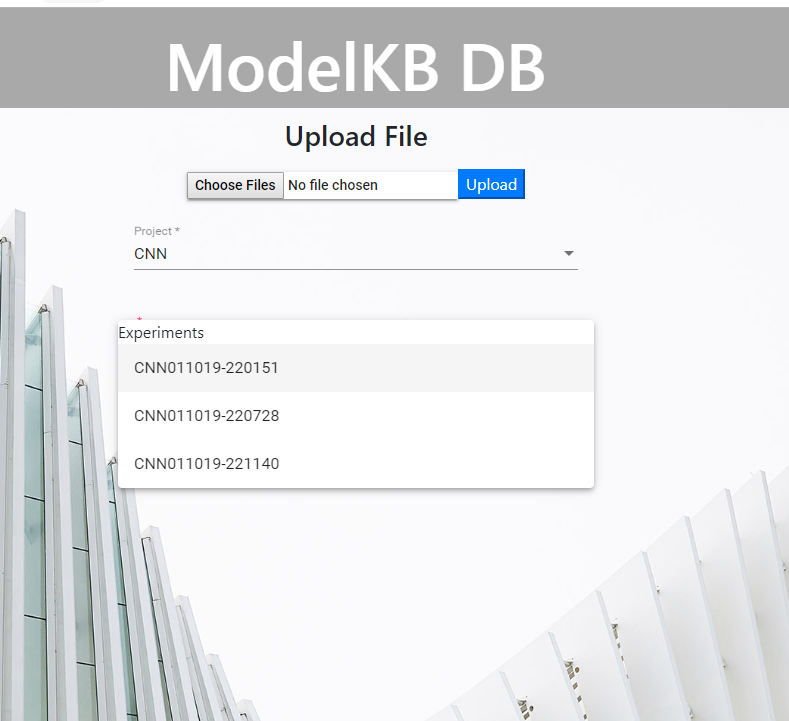 ModelKB DB
Upload File
Choose Files No file chosen Upload
Project *
CNN
*
Experiments
CNN011019-220151
CNN011019-220728
CNN011019-221140